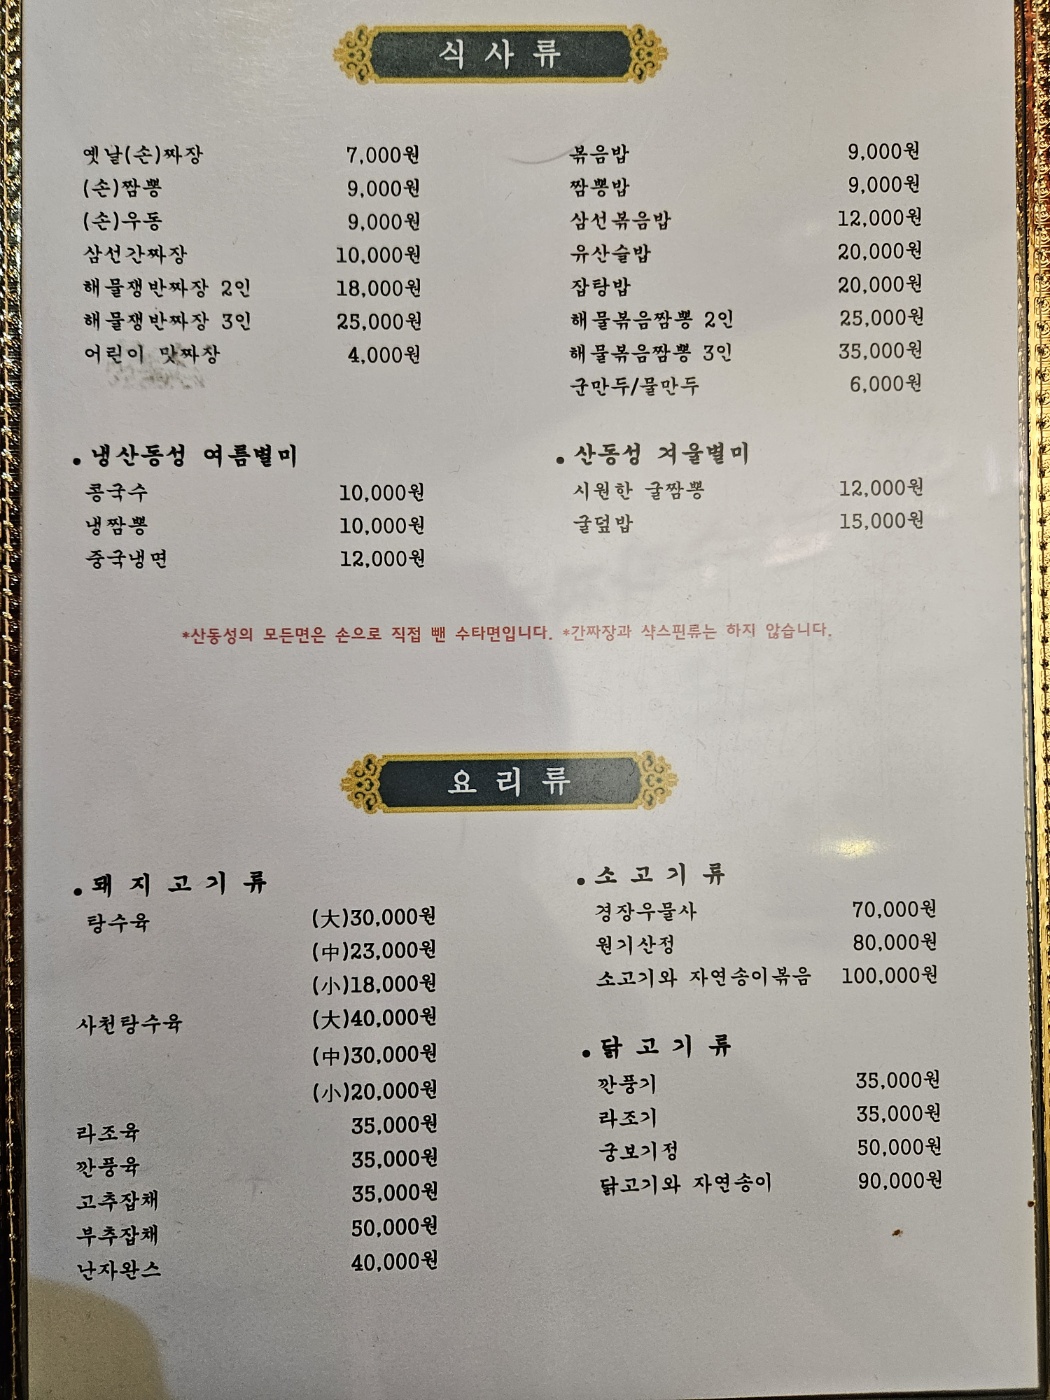 식사류
옛날(손)짜장 7,000원
(손)짬뽕 9,000원
(손)우동 9,000원
삼선간짜장 10,000원
해물쟁반짜장 2인 18,000원
해물쟁반짜장 3인 25,000원
어린이 맛짜장 4,000원
볶음밥 9,000원
짬뽕밥 9,000원
삼선볶음밥 12,000원
유산슬밥 20,000원
잡탕밥 20,000원
해물볶음짬뽕 2인 25,000원
해물볶음짬뽕 3인 35,000원
군만두/물만두 6,000원
• 냉산동성 여름별미
콩국수 10,000원
냉짬뽕 10,000원
중국냉면 12,000원
• 산동성 겨울별미
시원한 굴짬뽕 12,000원
굴덮밥 15,000원
*산동성의 모든면은 손으로 직접 뺀 수타면입니다. *간짜장과 샥스핀류는 하지 않습니다.
요리류
• 돼지고기류
탕수육 (大)30,000원
(中)23,000원
(小)18,000원
사천탕수육 (大)40,000원
(中)30,000원
(小)20,000원
라조육 35,000원
깐풍육 35,000원
고추잡채 35,000원
부추잡채 50,000원
난자완스 40,000원
• 소고기류
경장우물사 70,000원
원기산정 80,000원
소고기와 자연송이볶음 100,000원
• 닭고기류
깐풍기 35,000원
라조기 35,000원
궁보기정 50,000원
닭고기와 자연송이 90,000원